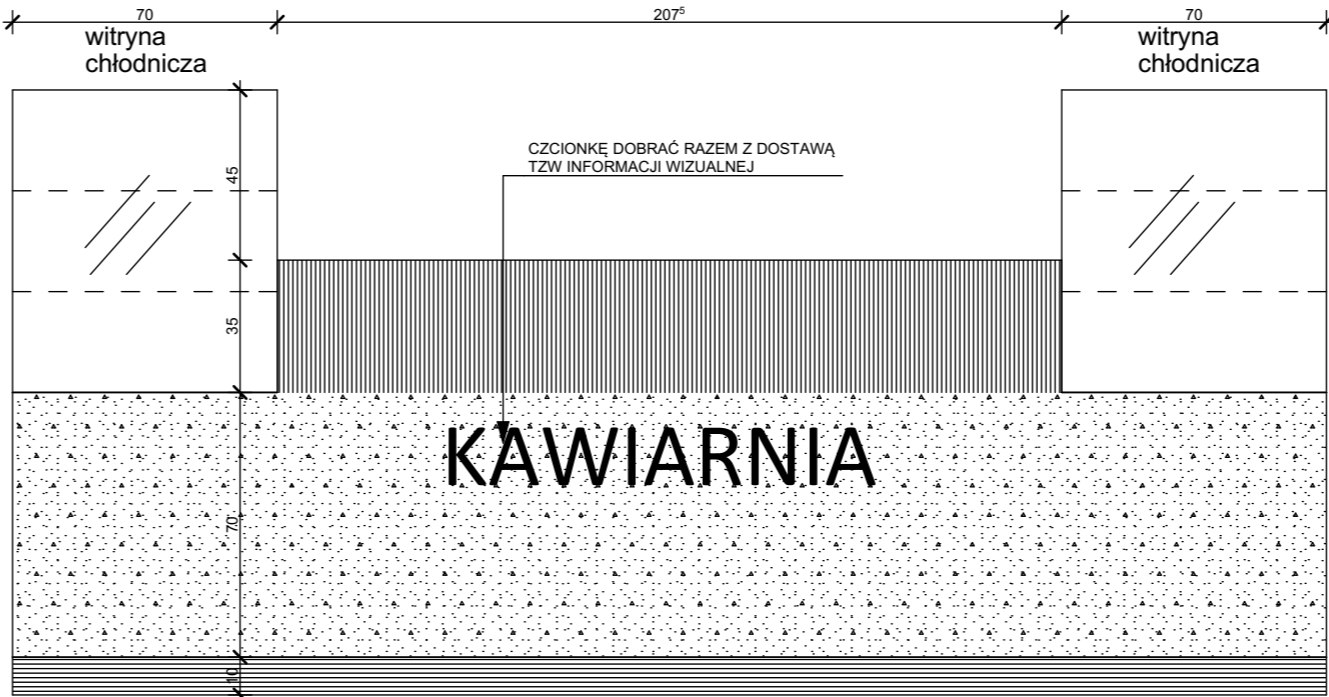 70
207⁵
70
witryna
chłodnicza
witryna
chłodnicza
CZCIONKĘ DOBRAĆ RAZEM Z DOSTAWĄ
TZW INFORMACJI WIZUALNEJ
45
35
KAWIARNIA
70
10